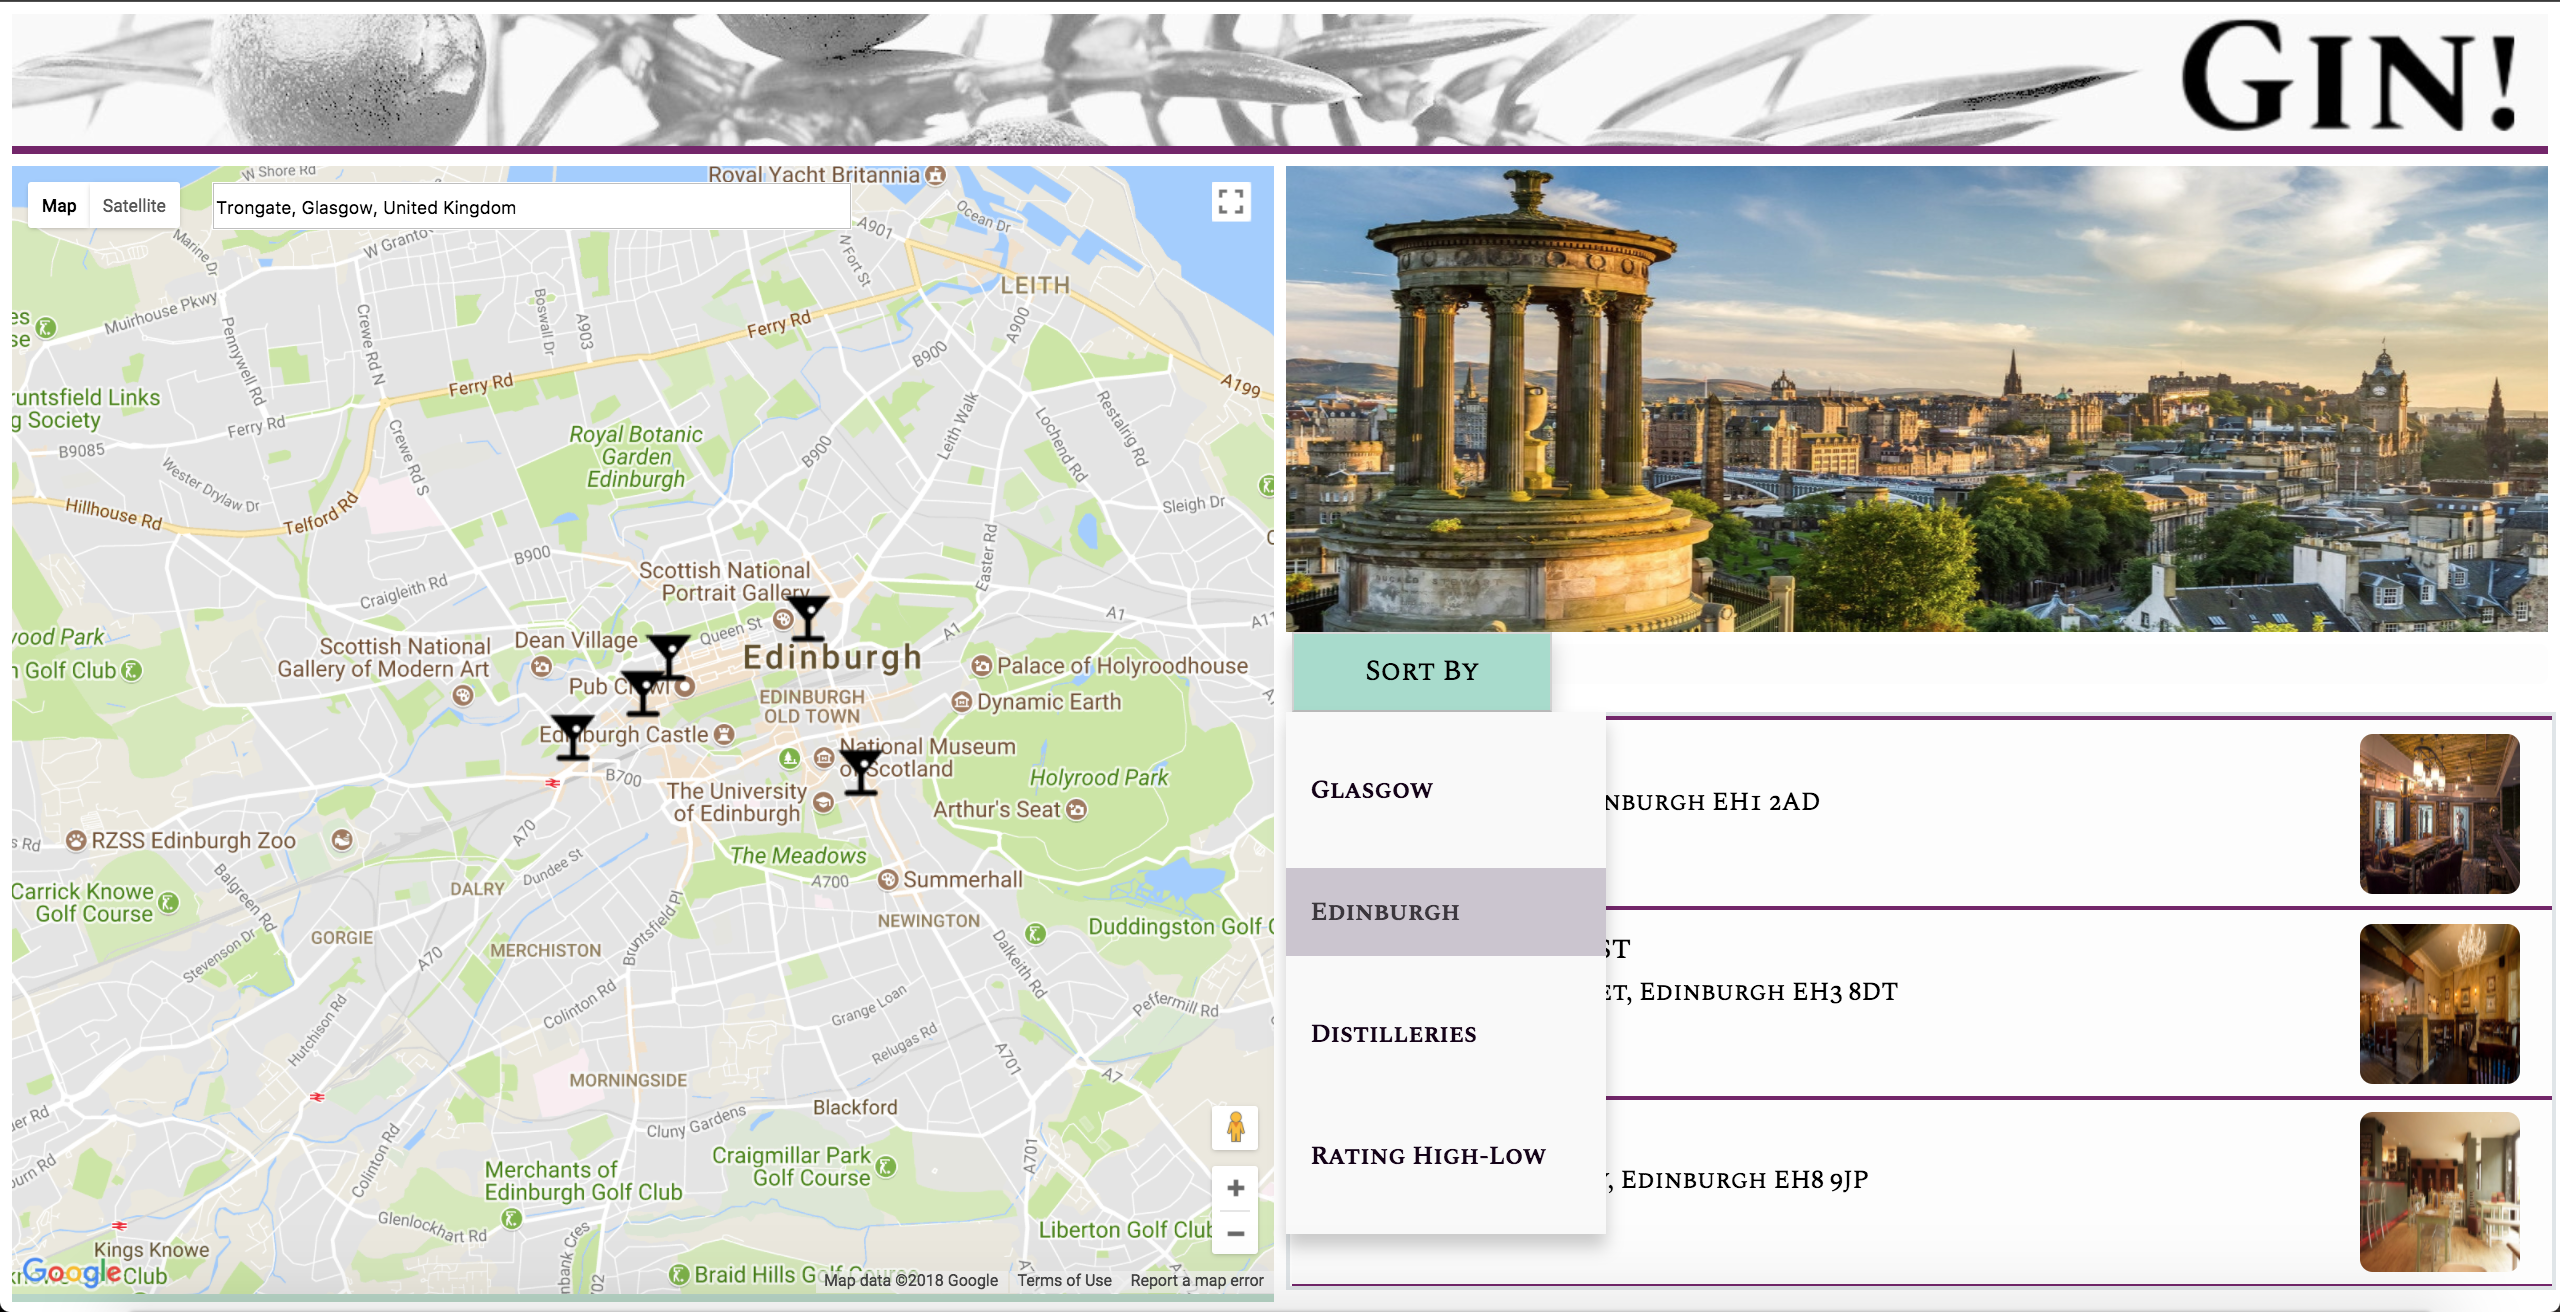 GIN!
Map
Satellite
Trongate, Glasgow, United Kingdom
W Shore Rd
Royal Yacht Britannia
Ocean Dr
A901
N Fort St
W Granto
Marine Dr
LEITH
Muirhouse Pkwy
Pennywell Rd
Crewe Rd N
Boswall Dr
A903
Ferry Rd
B900
A900
A199
Ferry Rd
runtsfield Links
g Society
Ferry Rd
B9085
Crewe Rd S
Royal Botanic
Garden
Edinburgh
B900
Leith Walk
Lochend Rd
Restalrig Rd
Wester Drylaw Dr
Hillhouse Rd
Telford Rd
Sleigh Dr
B900
Easter Rd
Craigleith Rd
Scottish National
Portrait Gallery
A1
A1
Queen St
Dean Village
Scottish National
Gallery of Modern Art
Edinburgh
Palace of Holyroodhouse
Golf Club
Pub Crawl
EDINBURGH
OLD TOWN
Dynamic Earth
Edinburgh Castle
National Museum
of Scotland
B700
Holyrood Park
The University
of Edinburgh
Arthur's Seat
A70
RZSS Edinburgh Zoo
The Meadows
A700
Summerhall
Dundee St
DALRY
Balgreen Rd
Carrick Knowe
Golf Course
NEWINGTON
Duddingston Golf C
GORGIE
MERCHISTON
Bruntsfield Pl
Stevenson Dr
A70
Dalkeith Rd
Colinton Rd
Grange Loan
Peffermill Rd
Hutchison Rd
Relugas Rd
A701
A7
MORNINGSIDE
Blackford
Cluny Gardens
Colinton Rd
Craigmillar Park
Golf Course
A701
Merchants of
Edinburgh Golf Club
Glenlockhart Rd
Liberton Golf Club
Kings Knowe
Club
Google
Braid Hills G
Map data ©2018 Google
Terms of Use
Report a map error
SORT BY
GLASGOW
EDINBURGH
DISTILLERIES
RATING HIGH-LOW
NBURGH EH1 2AD
ST
ET, EDINBURGH EH3 8DT
, EDINBURGH EH8 9JP